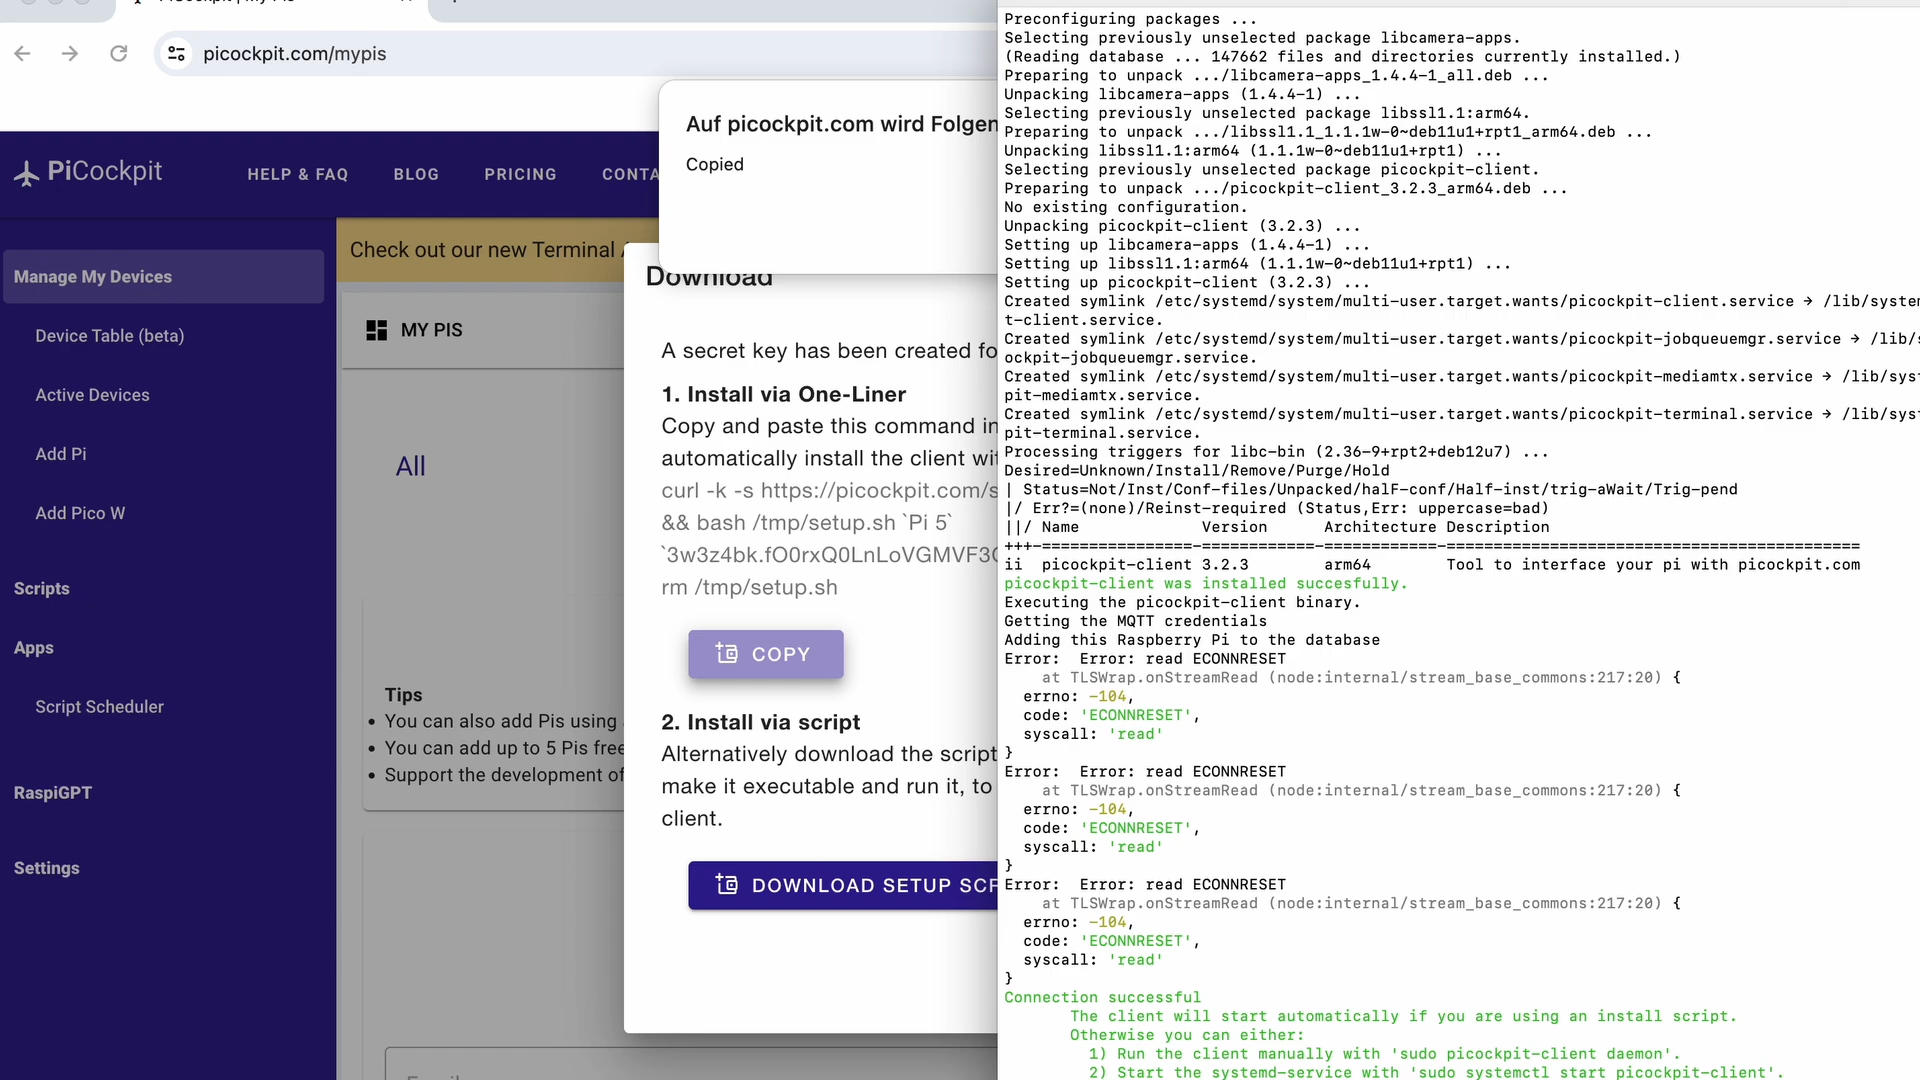 picockpit.com/mypis
Auf picockpit.com wird Folgen
Copied
PiCockpit
HELP & FAQ
BLOG
PRICING
CONTA
Manage My Devices
Device Table (beta)
Active Devices
Add Pi
Add Pico W
Scripts
Apps
Script Scheduler
RaspiGPT
Settings
Check out our new Terminal
MY PIS
All
Tips
• You can also add Pis using
• You can add up to 5 Pis free
• Support the development of
Download
A secret key has been created fo
1. Install via One-Liner
Copy and paste this command in
automatically install the client wit
curl -k -s https://picockpit.com/s
&& bash /tmp/setup.sh `Pi 5`
`3w3z4bk.fO0rxQ0LnLoVGMVF3
rm /tmp/setup.sh
COPY
2. Install via script
Alternatively download the script
make it executable and run it, to
client.
DOWNLOAD SETUP SCR
Preconfiguring packages ...
Selecting previously unselected package libcamera-apps.
(Reading database ... 147662 files and directories currently installed.)
Preparing to unpack .../libcamera-apps_1.4.4-1_all.deb ...
Unpacking libcamera-apps (1.4.4-1) ...
Selecting previously unselected package libssl1.1:arm64.
Preparing to unpack .../libssl1.1_1.1.1w-0~deb11u1+rpt1_arm64.deb ...
Unpacking libssl1.1:arm64 (1.1.1w-0~deb11u1+rpt1) ...
Selecting previously unselected package picockpit-client.
Preparing to unpack .../picockpit-client_3.2.3_arm64.deb ...
No existing configuration.
Unpacking picockpit-client (3.2.3) ...
Setting up libcamera-apps (1.4.4-1) ...
Setting up libssl1.1:arm64 (1.1.1w-0~deb11u1+rpt1) ...
Setting up picockpit-client (3.2.3) ...
Created symlink /etc/systemd/system/multi-user.target.wants/picockpit-client.service → /lib/system
t-client.service.
Created symlink /etc/systemd/system/multi-user.target.wants/picockpit-jobqueuemgr.service → /lib/s
ockpit-jobqueuemgr.service.
Created symlink /etc/systemd/system/multi-user.target.wants/picockpit-mediamtx.service → /lib/syst
pit-mediamtx.service.
Created symlink /etc/systemd/system/multi-user.target.wants/picockpit-terminal.service → /lib/syst
pit-terminal.service.
Processing triggers for libc-bin (2.36-9+rpt2+deb12u7) ...
Desired=Unknown/Install/Remove/Purge/Hold
| Status=Not/Inst/Conf-files/Unpacked/halF-conf/Half-inst/trig-aWait/Trig-pend
|/ Err?=(none)/Reinst-required (Status,Err: uppercase=bad)
||/ Name             Version      Architecture Description
+++-================-============-============-============================================
ii  picockpit-client 3.2.3        arm64        Tool to interface your pi with picockpit.com
picockpit-client was installed succesfully.
Executing the picockpit-client binary.
Getting the MQTT credentials
Adding this Raspberry Pi to the database
Error:  Error: read ECONNRESET
    at TLSWrap.onStreamRead (node:internal/stream_base_commons:217:20) {
  errno: -104,
  code: 'ECONNRESET',
  syscall: 'read'
}
Error:  Error: read ECONNRESET
    at TLSWrap.onStreamRead (node:internal/stream_base_commons:217:20) {
  errno: -104,
  code: 'ECONNRESET',
  syscall: 'read'
}
Error:  Error: read ECONNRESET
    at TLSWrap.onStreamRead (node:internal/stream_base_commons:217:20) {
  errno: -104,
  code: 'ECONNRESET',
  syscall: 'read'
}
Connection successful
The client will start automatically if you are using an install script.
Otherwise you can either:
1) Run the client manually with 'sudo picockpit-client daemon'.
2) Start the systemd-service with 'sudo systemctl start picockpit-client'.